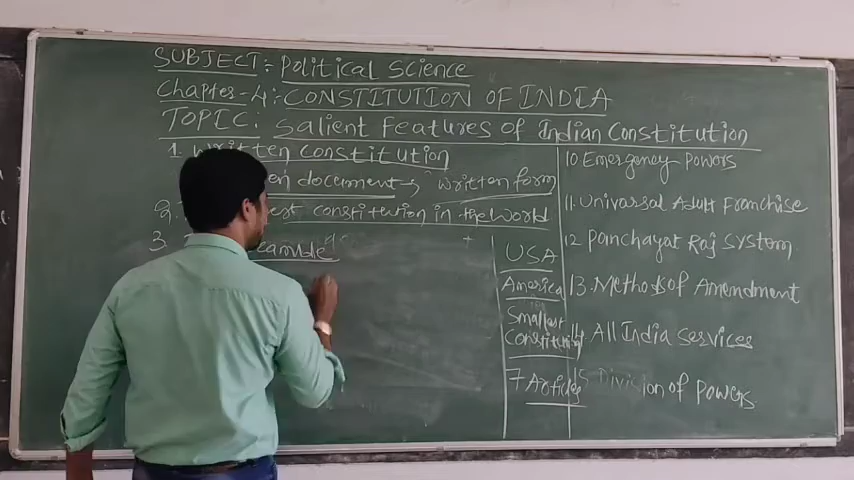 SUBJECT:- Political Science
Chapter-4:- CONSTITUTION OF INDIA
TOPIC: Salient Features of Indian Constitution
1. Written Constitution
document → written form
2. constitution in the world
3.
USA
America
Smallest
Constitution
7 Articles
10 Emergency Powers
11. Univarsal Adult Franchise
12 Panchayat Raj System
13. Methods of Amendment
14. All India Services
15 Division of Powers